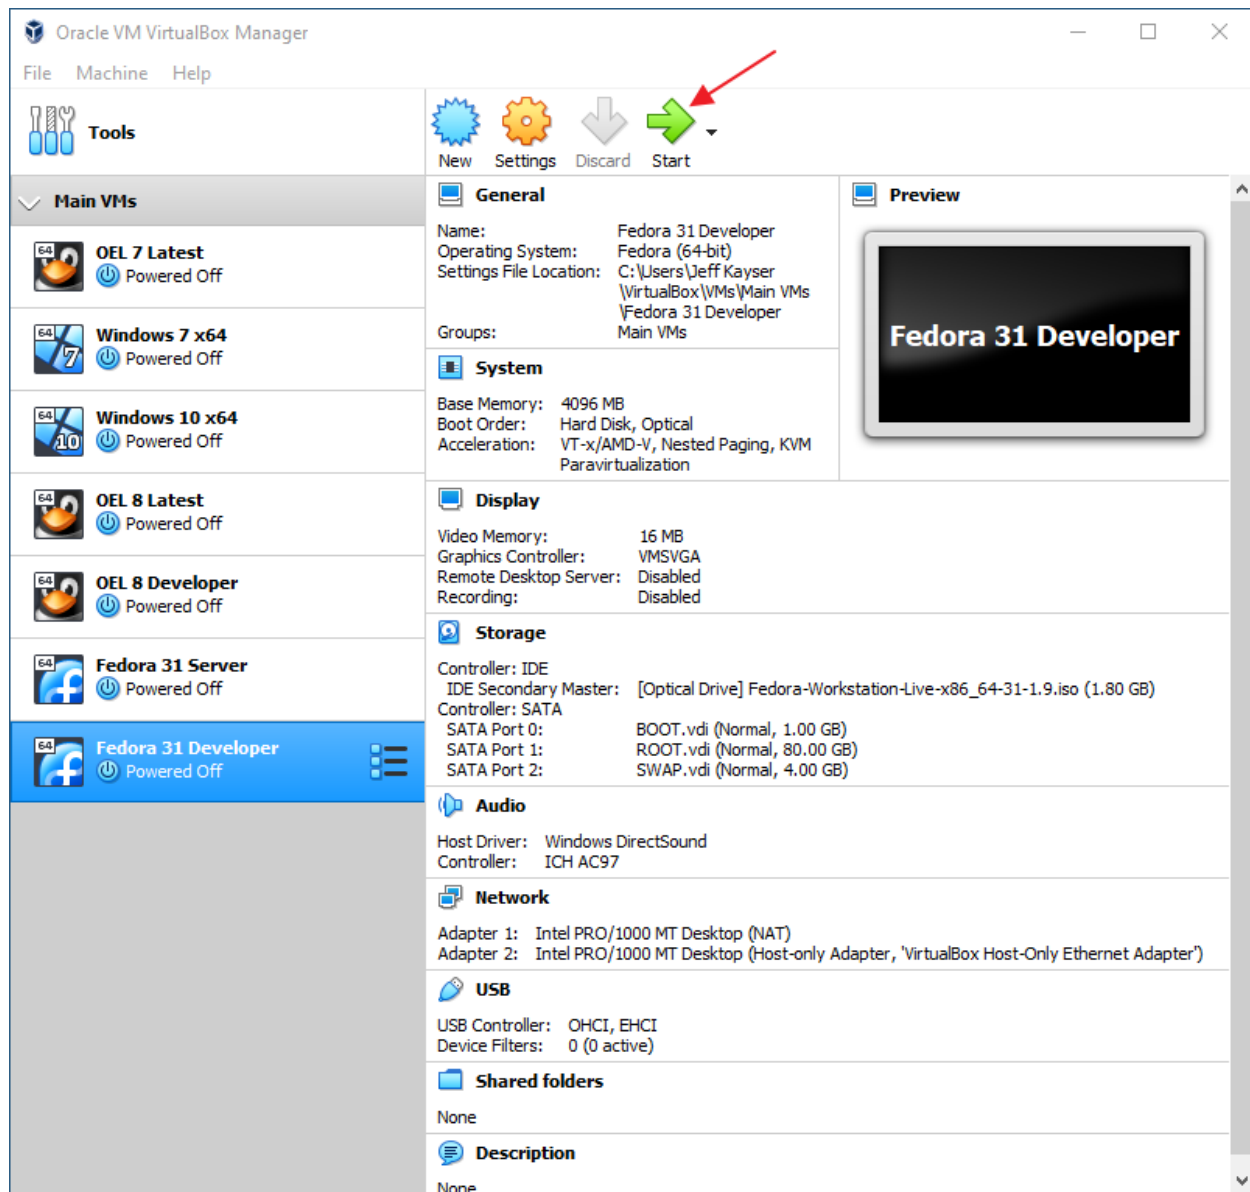 Oracle VM VirtualBox Manager
File Machine Help
Tools
New Settings Discard Start
Main VMs
64
OEL 7 Latest
Powered Off
64
7
Windows 7 x64
Powered Off
64
10
Windows 10 x64
Powered Off
64
OEL 8 Latest
Powered Off
64
OEL 8 Developer
Powered Off
64
Fedora 31 Server
Powered Off
64
Fedora 31 Developer
Powered Off
General
Name: Fedora 31 Developer
Operating System: Fedora (64-bit)
Settings File Location: C:\Users\Jeff Kayser
\VirtualBox\VMs\Main VMs
\Fedora 31 Developer
Groups: Main VMs
Preview
Fedora 31 Developer
System
Base Memory: 4096 MB
Boot Order: Hard Disk, Optical
Acceleration: VT-x/AMD-V, Nested Paging, KVM
Paravirtualization
Display
Video Memory: 16 MB
Graphics Controller: VMSVGA
Remote Desktop Server: Disabled
Recording: Disabled
Storage
Controller: IDE
IDE Secondary Master: [Optical Drive] Fedora-Workstation-Live-x86_64-31-1.9.iso (1.80 GB)
Controller: SATA
SATA Port 0: BOOT.vdi (Normal, 1.00 GB)
SATA Port 1: ROOT.vdi (Normal, 80.00 GB)
SATA Port 2: SWAP.vdi (Normal, 4.00 GB)
Audio
Host Driver: Windows DirectSound
Controller: ICH AC97
Network
Adapter 1: Intel PRO/1000 MT Desktop (NAT)
Adapter 2: Intel PRO/1000 MT Desktop (Host-only Adapter, 'VirtualBox Host-Only Ethernet Adapter')
USB
USB Controller: OHCI, EHCI
Device Filters: 0 (0 active)
Shared folders
None
Description
None